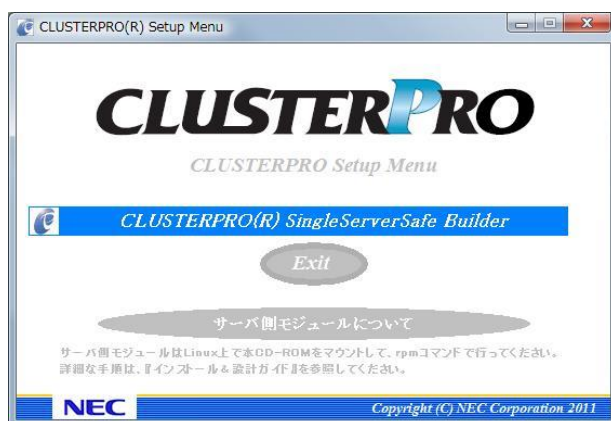 CLUSTERPRO(R) Setup Menu
CLUSTERPRO
CLUSTERPRO Setup Menu
CLUSTERPRO(R) SingleServerSafe Builder
Exit
サーバ側モジュールについて
サーバ側モジュールはLinux上で本CD-ROMをマウントして、rpmコマンドで行ってください。
詳細な手順は、『インストール＆設計ガイド』を参照してください。
NEC
Copyright (C) NEC Corporation 2011